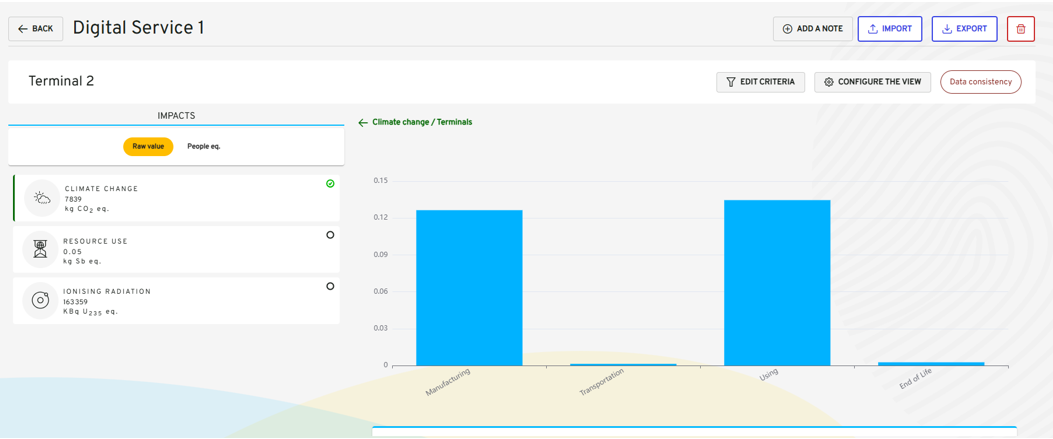 BACK
Digital Service 1
ADD A NOTE
IMPORT
EXPORT
Terminal 2
EDIT CRITERIA
CONFIGURE THE VIEW
Data consistency
IMPACTS
Raw value
People eq.
CLIMATE CHANGE
7839
kg CO2 eq.
RESOURCE USE
0.05
kg Sb eq.
IONISING RADIATION
163359
KBq U235 eq.
Climate change / Terminals
0.15
0.12
0.09
0.06
0.03
0
Manufacturing
Transportation
Using
End of Life